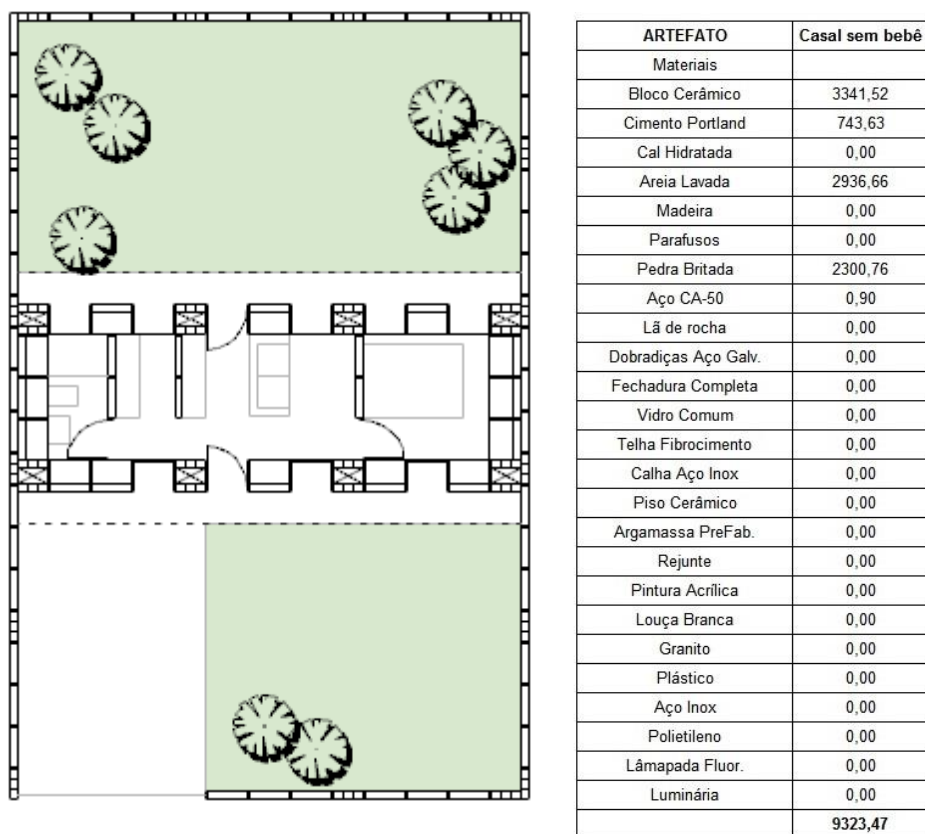 ARTEFATO Casal sem bebê
Materiais
Bloco Cerâmico 3341,52
Cimento Portland 743,63
Cal Hidratada 0,00
Areia Lavada 2936,66
Madeira 0,00
Parafusos 0,00
Pedra Britada 2300,76
Aço CA-50 0,90
Lã de rocha 0,00
Dobradiças Aço Galv. 0,00
Fechadura Completa 0,00
Vidro Comum 0,00
Telha Fibrocimento 0,00
Calha Aço Inox 0,00
Piso Cerâmico 0,00
Argamassa PreFab. 0,00
Rejunte 0,00
Pintura Acrílica 0,00
Louça Branca 0,00
Granito 0,00
Plástico 0,00
Aço Inox 0,00
Polietileno 0,00
Lâmapada Fluor. 0,00
Luminária 0,00
9323,47